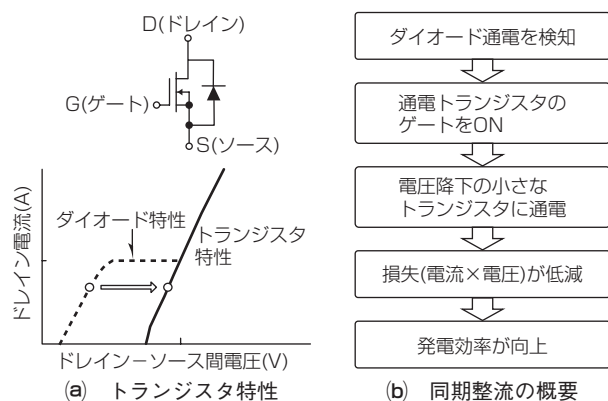 D(ドレイン)
G(ゲート)
S(ソース)
ドレイン電流(A)
ダイオード特性
トランジスタ
特性
ドレイン－ソース間電圧(V)
(a) トランジスタ特性
ダイオード通電を検知
通電トランジスタの
ゲートをON
電圧降下の小さな
トランジスタに通電
損失(電流×電圧)が低減
発電効率が向上
(b) 同期整流の概要